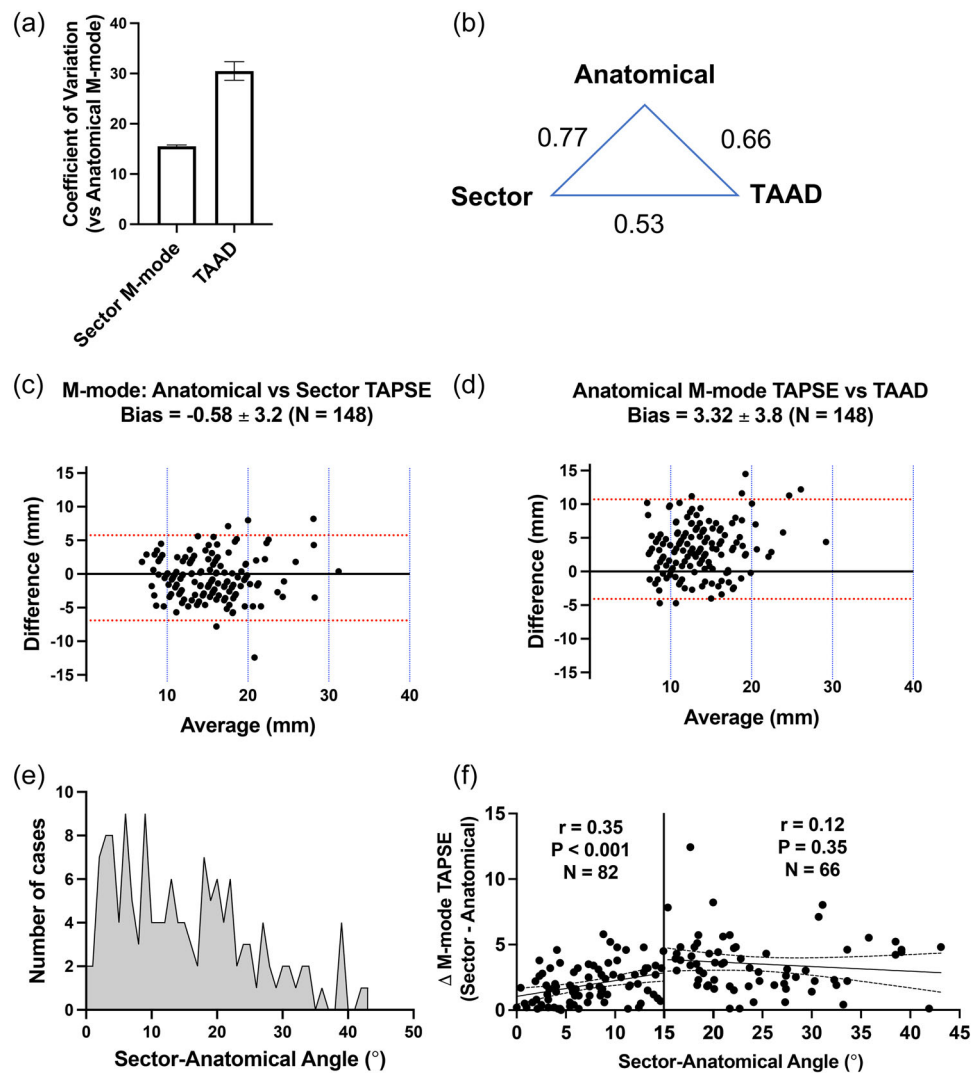 (a)
Coefficient of Variation
(vs Anatomical M-mode)
40
30
20
10
0
Sector M-mode
TAAD
(b)
Anatomical
0.77
0.66
Sector
TAAD
0.53
(c)
M-mode: Anatomical vs Sector TAPSE
Bias = -0.58 ± 3.2 (N = 148)
Difference (mm)
15
10
5
0
-5
-10
-15
10
20
30
40
Average (mm)
(d)
Anatomical M-mode TAPSE vs TAAD
Bias = 3.32 ± 3.8 (N = 148)
Difference (mm)
15
10
5
0
-5
-10
-15
10
20
30
40
Average (mm)
(e)
Number of cases
10
8
6
4
2
0
0
10
20
30
40
50
Sector-Anatomical Angle (°)
(f)
Δ M-mode TAPSE
(Sector - Anatomical)
15
10
5
0
r = 0.35
P < 0.001
N = 82
r = 0.12
P = 0.35
N = 66
0
5
10
15
20
25
30
35
40
45
Sector-Anatomical Angle (°)